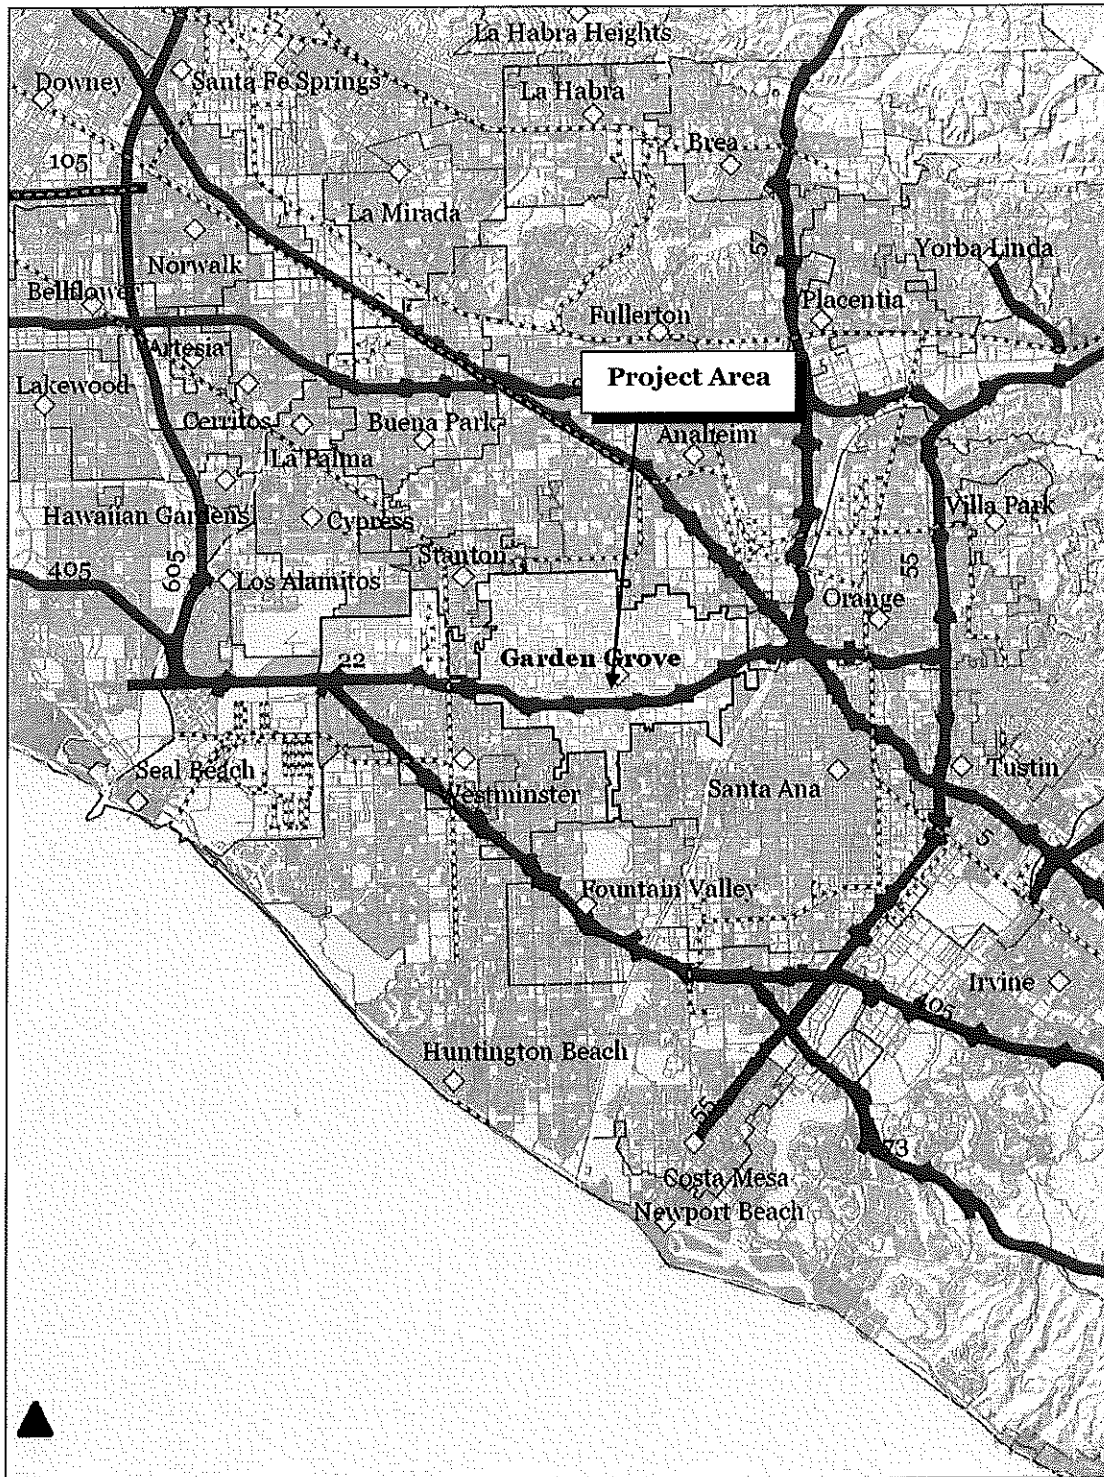 La Habra Heights
Downey
Santa Fe Springs
La Habra
Brea
105
La Mirada
57
Norwalk
Yorba Linda
Bellflower
Placentia
Fullerton
Artesia
Project Area
Lakewood
Cerritos
Buena Park
Anaheim
La Palma
Hawaiian Gardens
Cypress
Villa Park
Stanton
55
405
605
Los Alamitos
Orange
22
Garden Grove
Seal Beach
Westminster
Santa Ana
Tustin
5
Fountain Valley
Irvine
405
Huntington Beach
55
73
Costa Mesa
Newport Beach